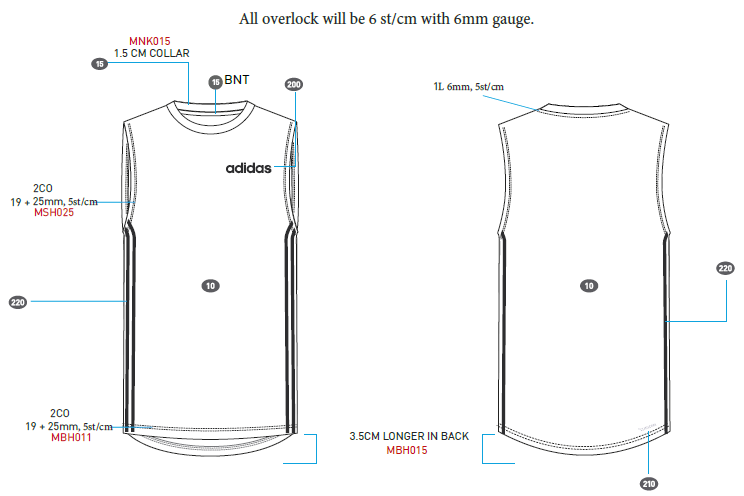 All overlock will be 6 st/cm with 6mm gauge.
MNK015
1.5 CM COLLAR
15
15 BNT
200
1L 6mm, 5st/cm
adidas
2CO
19 + 25mm, 5st/cm
MSH025
10
10
220
220
2CO
19 + 25mm, 5st/cm
MBH011
3.5CM LONGER IN BACK
MBH015
210